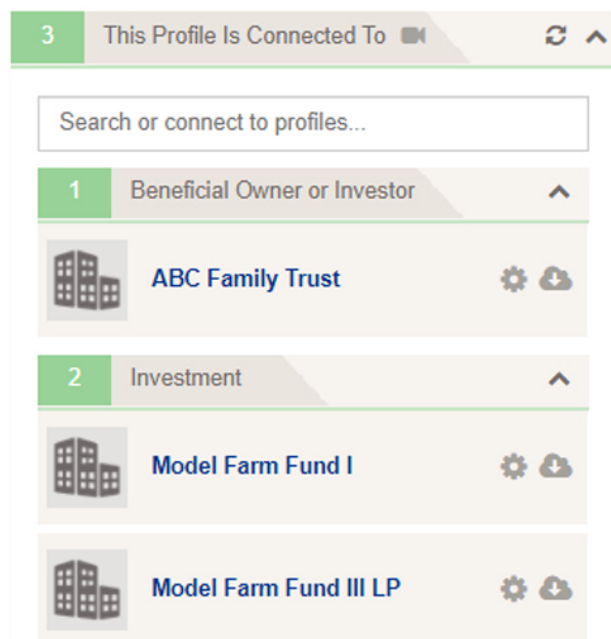 3 This Profile Is Connected To
Search or connect to profiles...
1 Beneficial Owner or Investor
ABC Family Trust
2 Investment
Model Farm Fund I
Model Farm Fund III LP